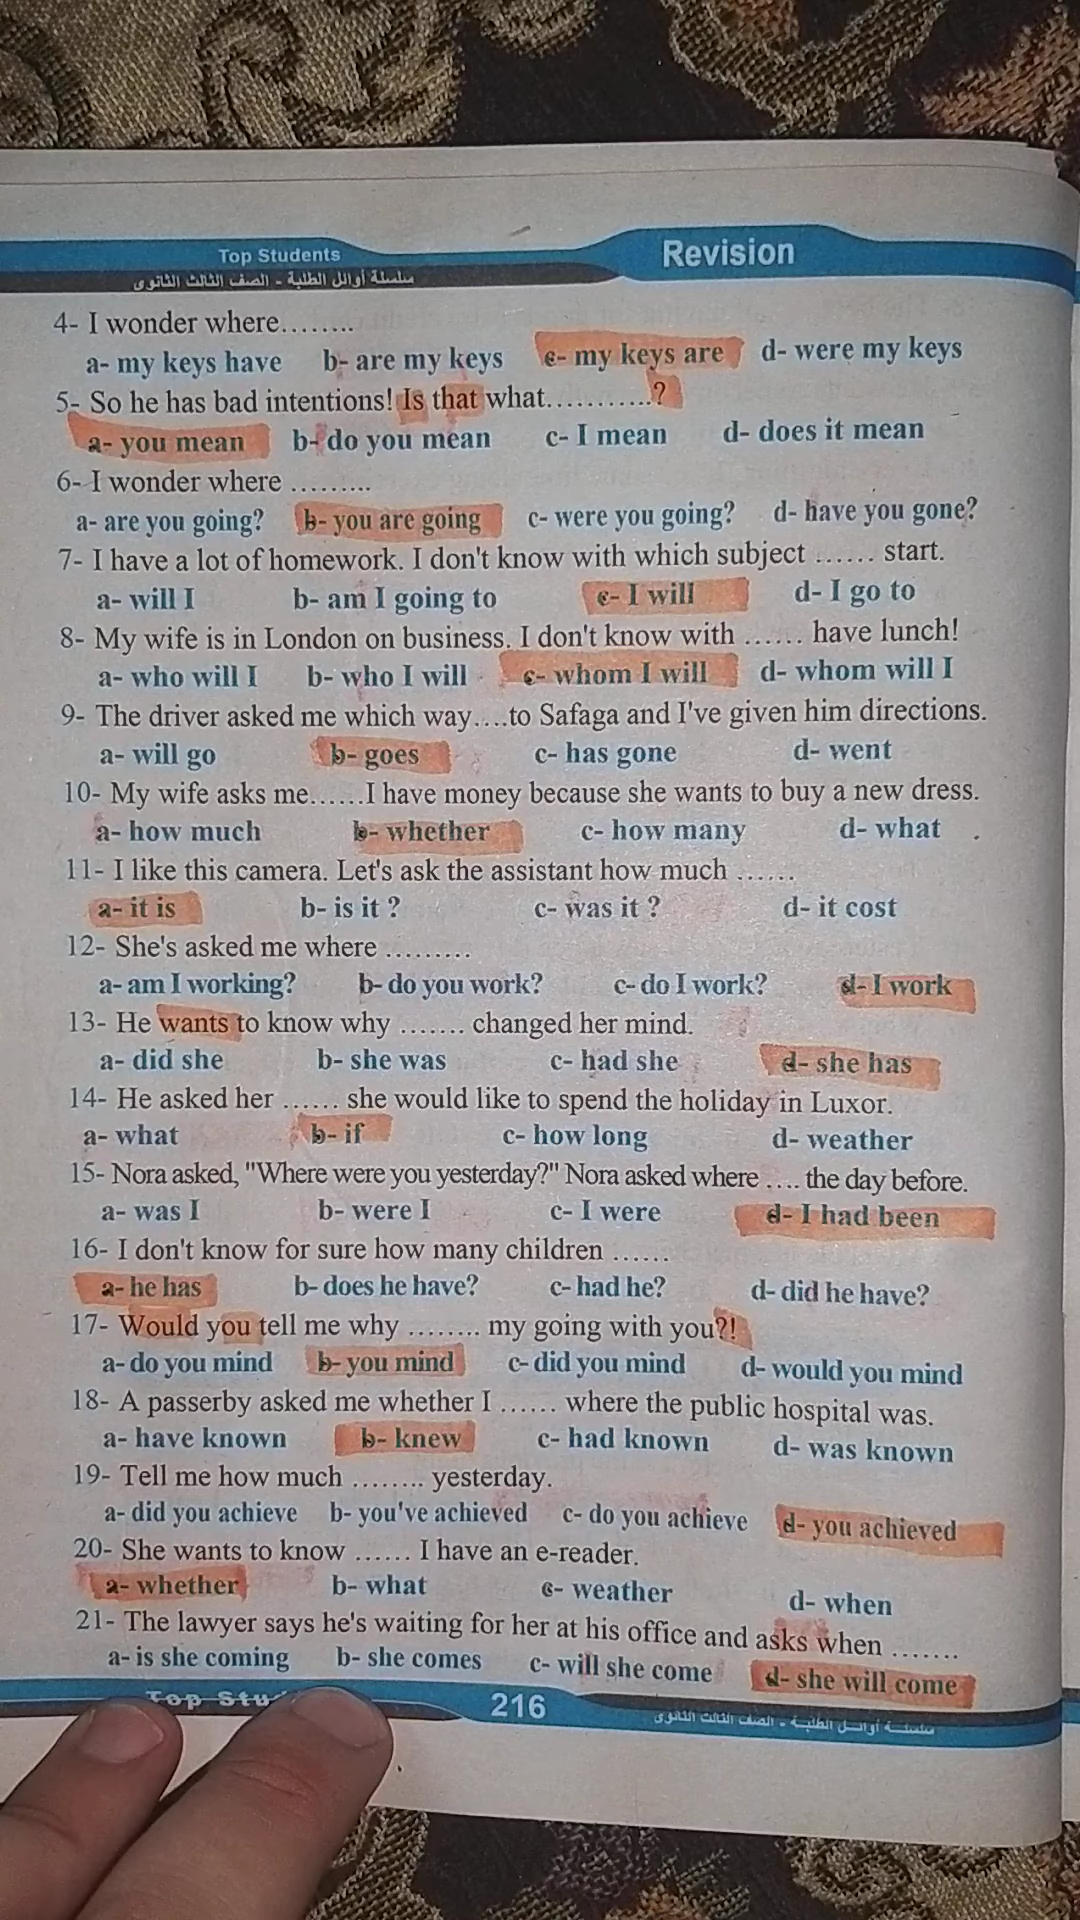 Top Students
Revision
سلسلة أوائل الطلبة - الصف الثالث الثانوى
4- I wonder where........
a- my keys have b- are my keys c- my keys are d- were my keys
5- So he has bad intentions! Is that what............?
a- you mean b- do you mean c- I mean d- does it mean
6- I wonder where .........
a- are you going? b- you are going c- were you going? d- have you gone?
7- I have a lot of homework. I don't know with which subject ...... start.
a- will I b- am I going to c- I will d- I go to
8- My wife is in London on business. I don't know with ...... have lunch!
a- who will I b- who I will c- whom I will d- whom will I
9- The driver asked me which way....to Safaga and I've given him directions.
a- will go b- goes c- has gone d- went
10- My wife asks me......I have money because she wants to buy a new dress.
a- how much b- whether c- how many d- what
11- I like this camera. Let's ask the assistant how much ......
a- it is b- is it ? c- was it ? d- it cost
12- She's asked me where .........
a- am I working? b- do you work? c- do I work? d- I work
13- He wants to know why ....... changed her mind.
a- did she b- she was c- had she d- she has
14- He asked her ...... she would like to spend the holiday in Luxor.
a- what b- if c- how long d- weather
15- Nora asked, "Where were you yesterday?" Nora asked where .... the day before.
a- was I b- were I c- I were d- I had been
16- I don't know for sure how many children ......
a- he has b- does he have? c- had he? d- did he have?
17- Would you tell me why ........ my going with you?!
a- do you mind b- you mind c- did you mind d- would you mind
18- A passerby asked me whether I ...... where the public hospital was.
a- have known b- knew c- had known d- was known
19- Tell me how much ........ yesterday.
a- did you achieve b- you've achieved c- do you achieve d- you achieved
20- She wants to know ...... I have an e-reader.
a- whether b- what c- weather d- when
21- The lawyer says he's waiting for her at his office and asks when .......
a- is she coming b- she comes c- will she come d- she will come
Top Stu
216
سلسلة أوائل الطلبة - الصف الثالث الثانوى